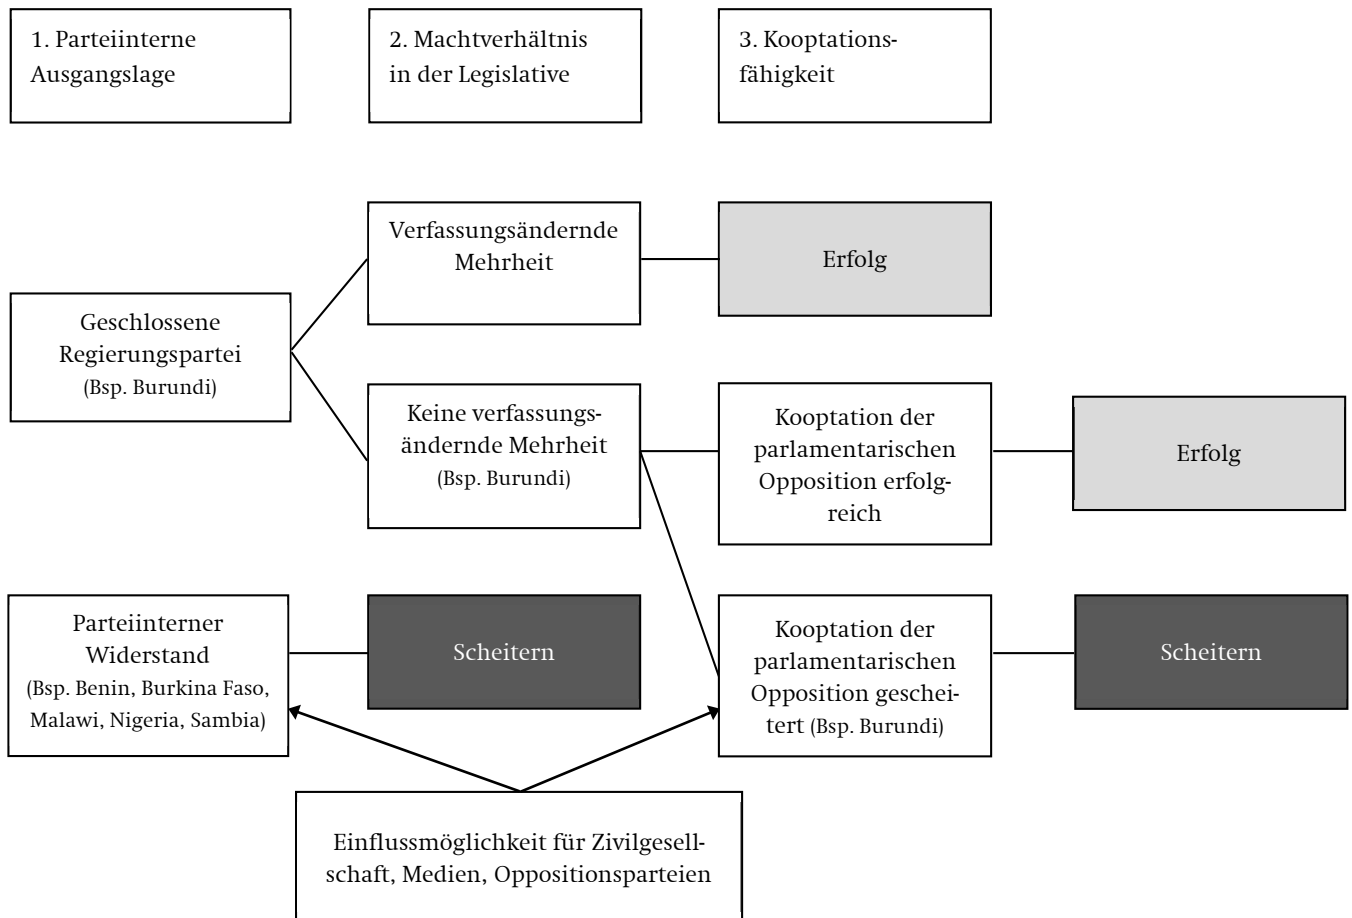 1. Parteiinterne
Ausgangslage
2. Machtverhältnis
in der Legislative
3. Kooptations-
fähigkeit
Verfassungsändernde
Mehrheit
Erfolg
Geschlossene
Regierungspartei
(Bsp. Burundi)
Keine verfassungs-
ändernde Mehrheit
(Bsp. Burundi)
Kooptation der
parlamentarischen
Opposition erfolg-
reich
Erfolg
Parteiinterner
Widerstand
(Bsp. Benin, Burkina Faso,
Malawi, Nigeria, Sambia)
Scheitern
Kooptation der
parlamentarischen
Opposition geschei-
tert (Bsp. Burundi)
Scheitern
Einflussmöglichkeit für Zivilgesell-
schaft, Medien, Oppositionsparteien